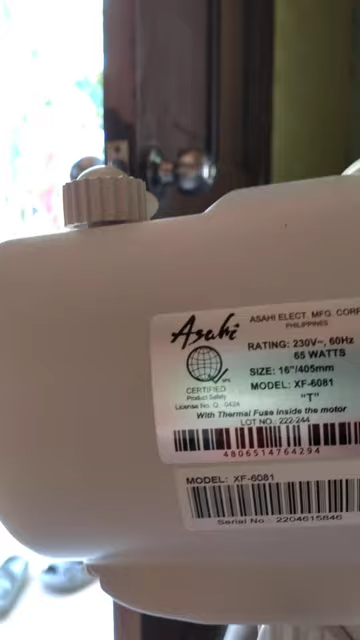 Asahi
ASAHI ELECT. MFG. CORP
PHILIPPINES
RATING: 230V~, 60Hz
65 WATTS
SIZE: 16"/405mm
MODEL: XF-6081
"T"
CERTIFIED
Product Safety
License No. Q 0424
With Thermal Fuse inside the motor
LOT NO.: 222-244
4806514764294
MODEL: XF-6081
Serial No.: 2204615846